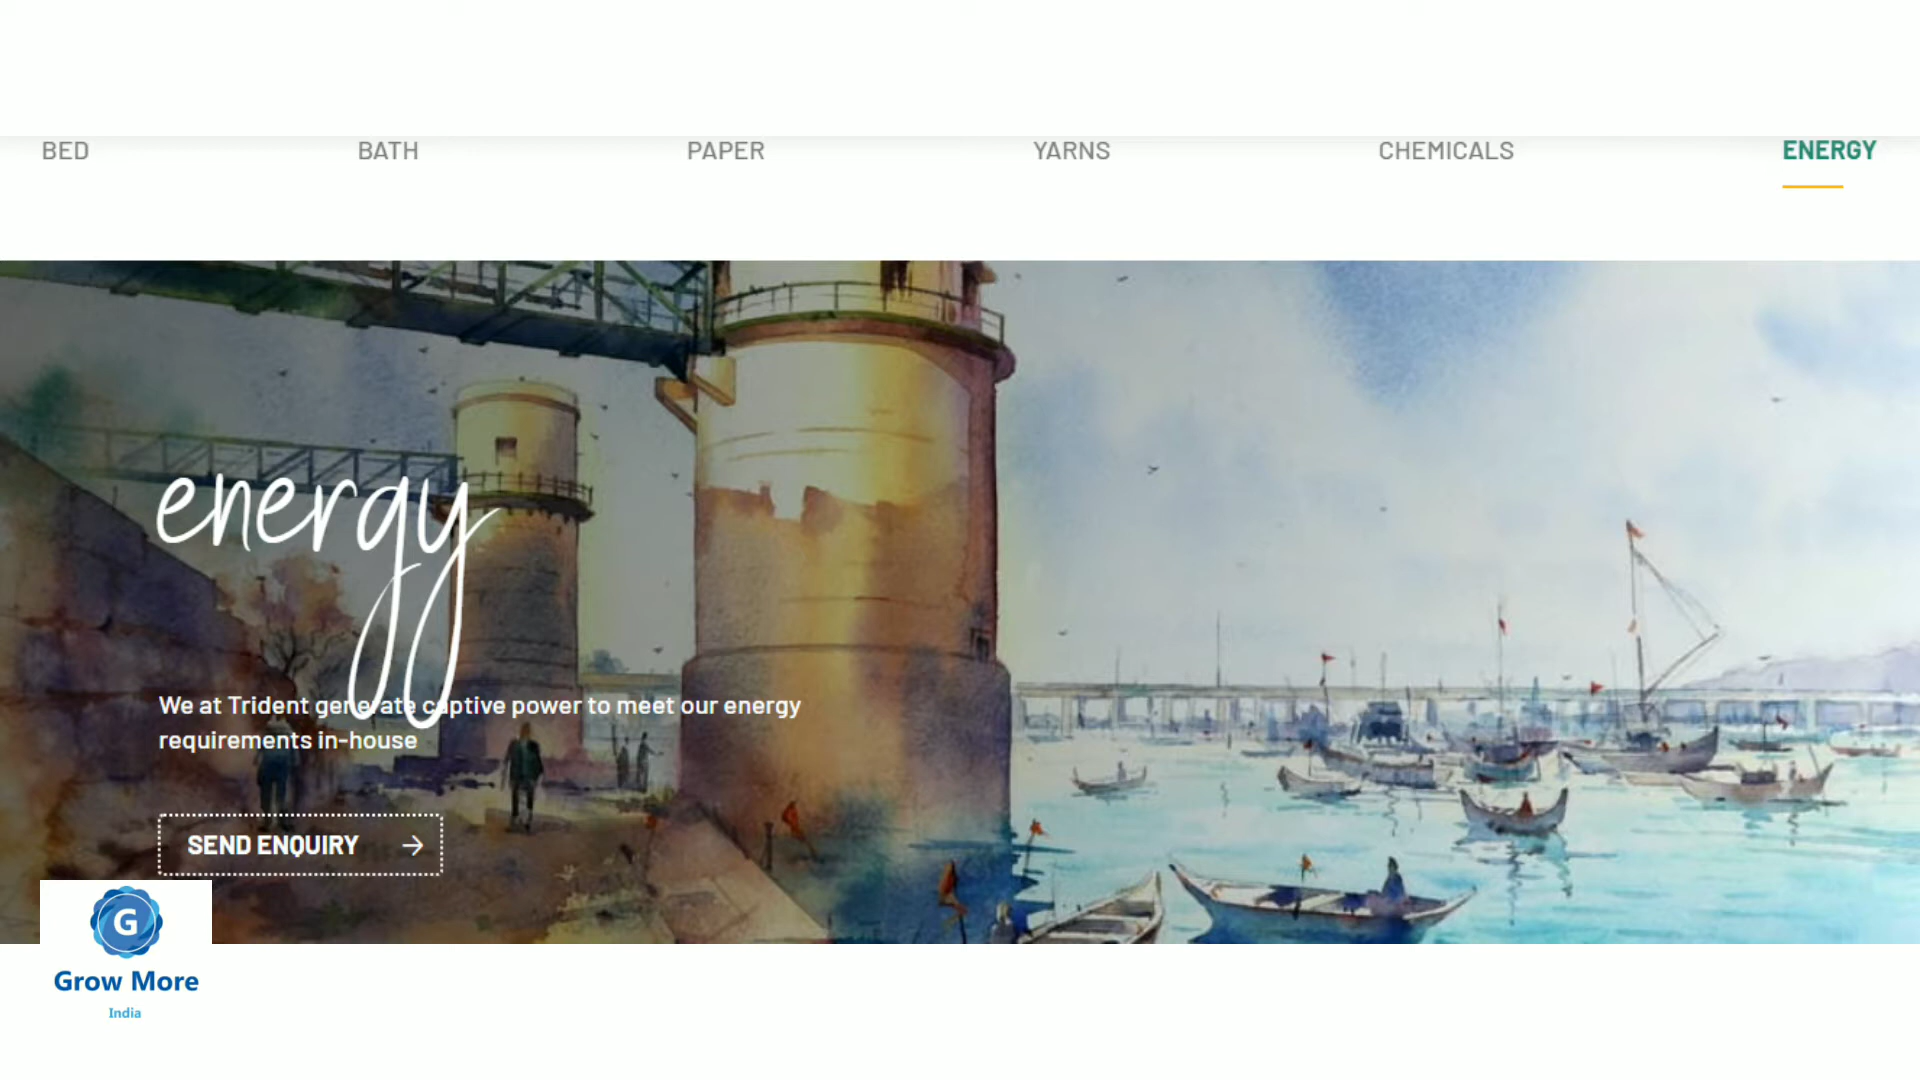 BED BATH PAPER YARNS CHEMICALS ENERGY
energy
We at Trident generate captive power to meet our energy
requirements in-house
SEND ENQUIRY
G
Grow More
India